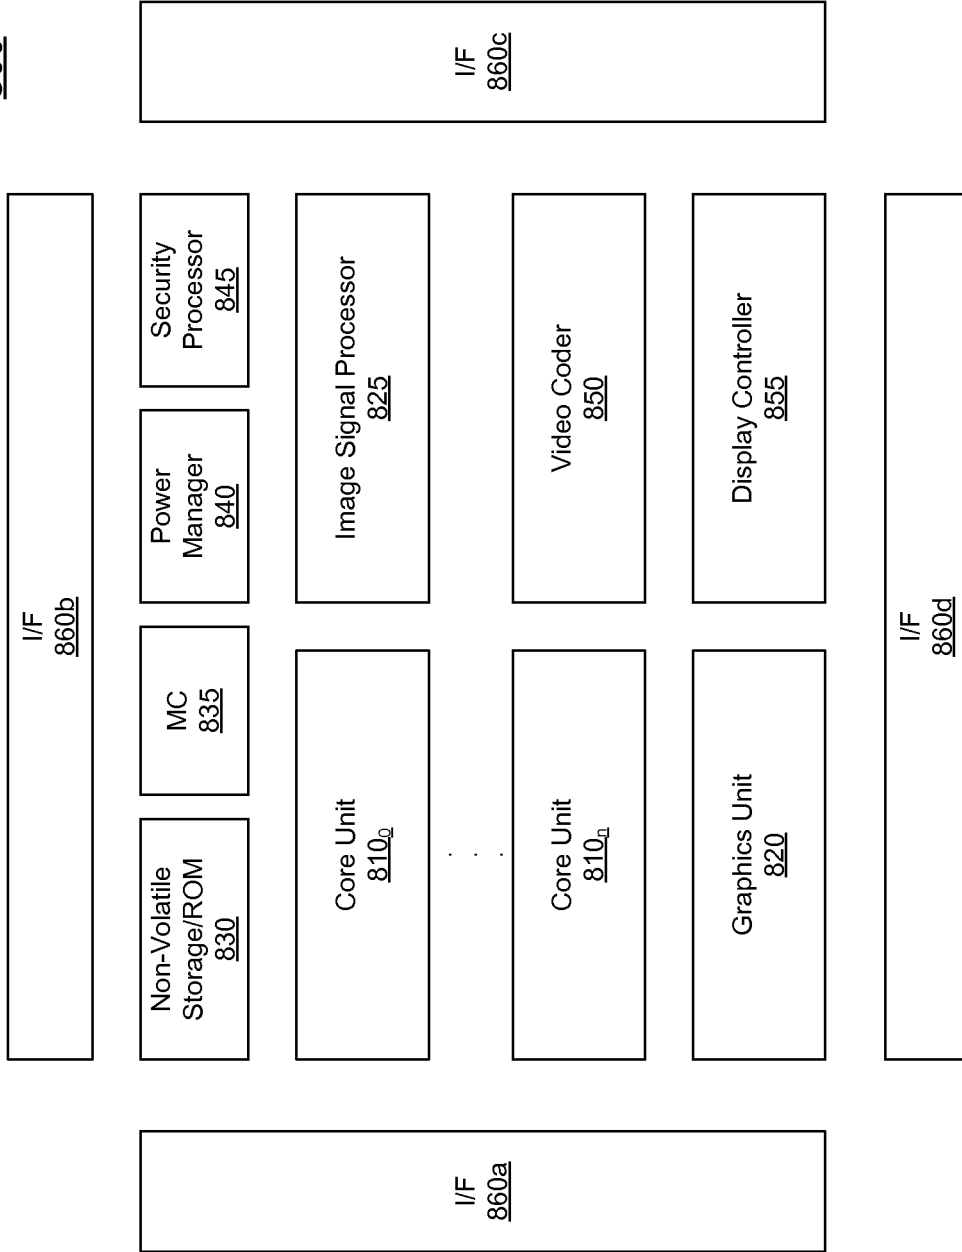 I/F
860b
Non-Volatile
Storage/ROM
830
MC
835
Power
Manager
840
Security
Processor
845
I/F
860a
Core Unit
810₀
Image Signal Processor
825
I/F
860c
. . .
Core Unit
810ₙ
Video Coder
850
Graphics Unit
820
Display Controller
855
I/F
860d